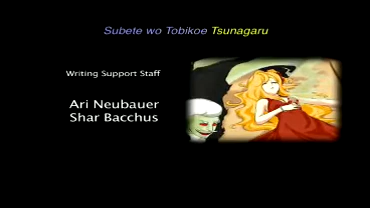 Subete wo Tobikoe Tsunagaru
Writing Support Staff
Ari Neubauer
Shar Bacchus